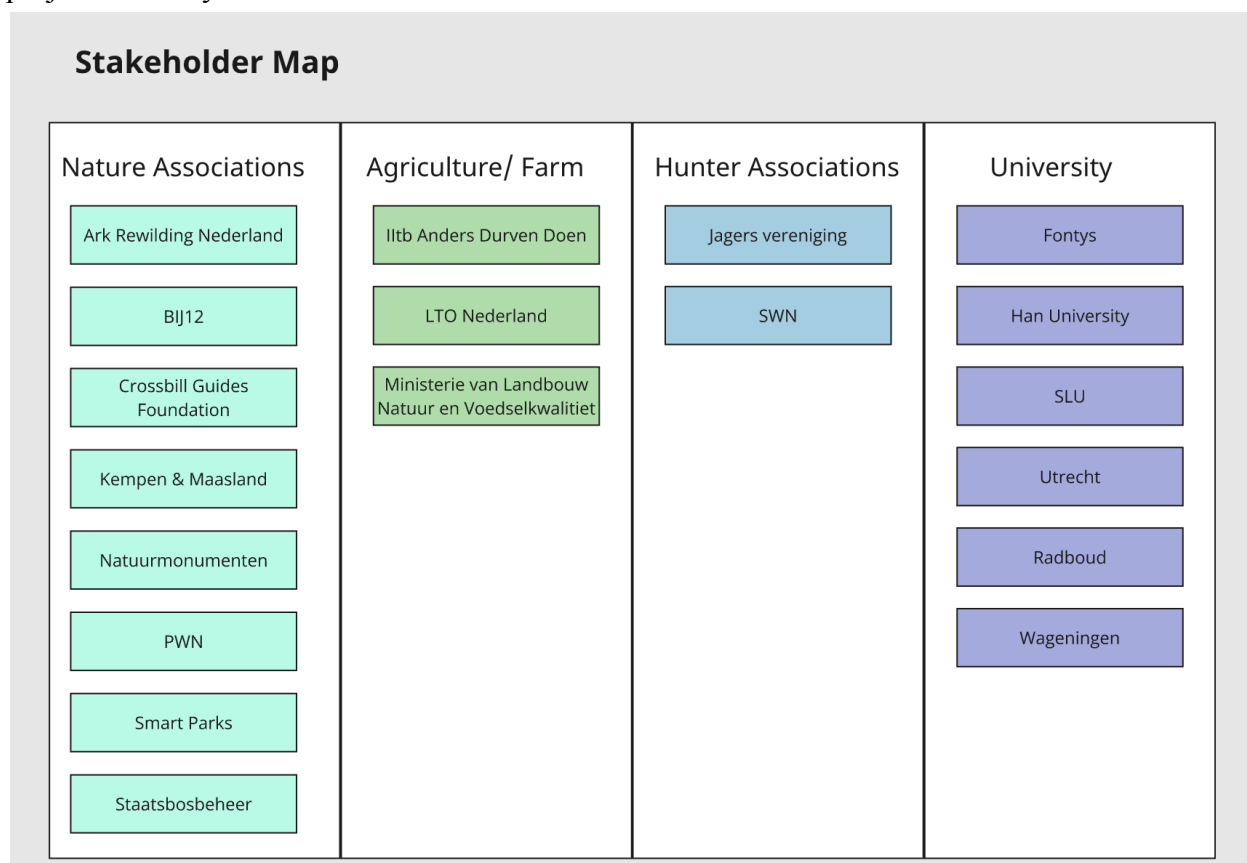 Stakeholder Map
Nature Associations
Ark Rewilding Nederland
BIJ12
Crossbill Guides
Foundation
Kempen & Maasland
Natuurmonumenten
PWN
Smart Parks
Staatsbosbeheer
Agriculture/ Farm
IItb Anders Durven Doen
LTO Nederland
Ministerie van Landbouw
Natuur en Voedselkwalitiet
Hunter Associations
Jagers vereniging
SWN
University
Fontys
Han University
SLU
Utrecht
Radboud
Wageningen